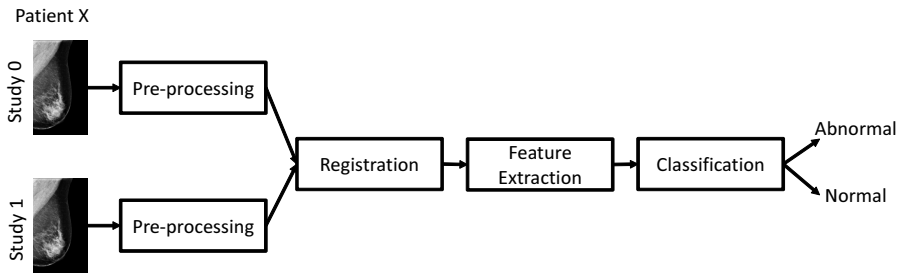 Patient X
Study 0
Pre-processing
Study 1
Pre-processing
Registration
Feature
Extraction
Classification
Abnormal
Normal